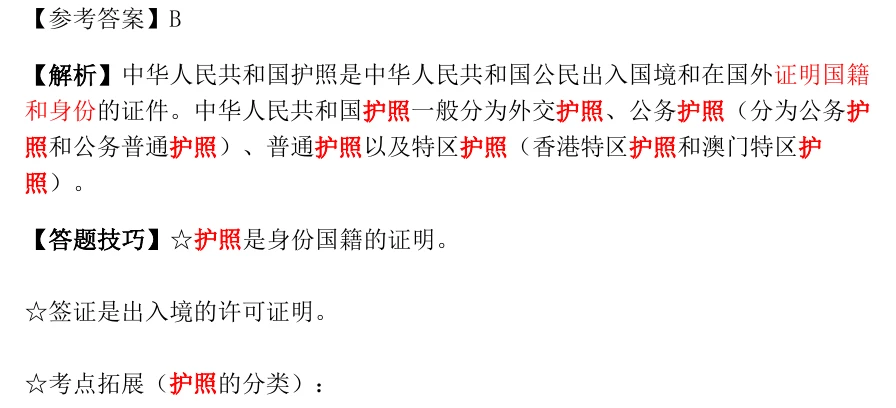 【参考答案】B
【解析】中华人民共和国护照是中华人民共和国公民出入国境和在国外证明国籍
和身份的证件。中华人民共和国护照一般分为外交护照、公务护照（分为公务护
照和公务普通护照）、普通护照以及特区护照（香港特区护照和澳门特区护
照）。
【答题技巧】☆护照是身份国籍的证明。
☆签证是出入境的许可证明。
☆考点拓展（护照的分类）：